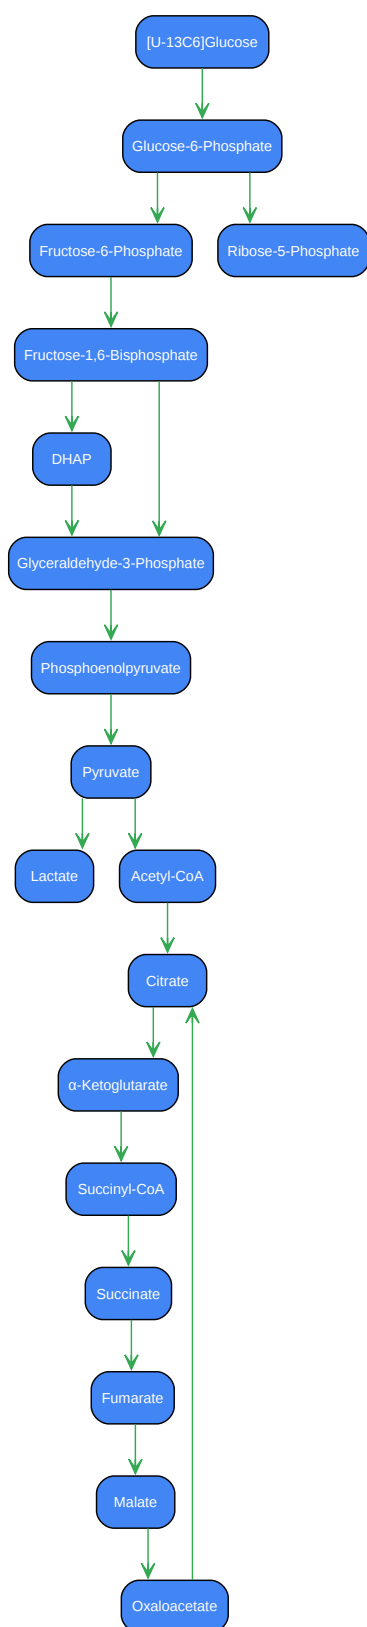 [U-13C6]Glucose
Glucose-6-Phosphate
Fructose-6-Phosphate
Ribose-5-Phosphate
Fructose-1,6-Bisphosphate
DHAP
Glyceraldehyde-3-Phosphate
Phosphoenolpyruvate
Pyruvate
Lactate
Acetyl-CoA
Citrate
α-Ketoglutarate
Succinyl-CoA
Succinate
Fumarate
Malate
Oxaloacetate